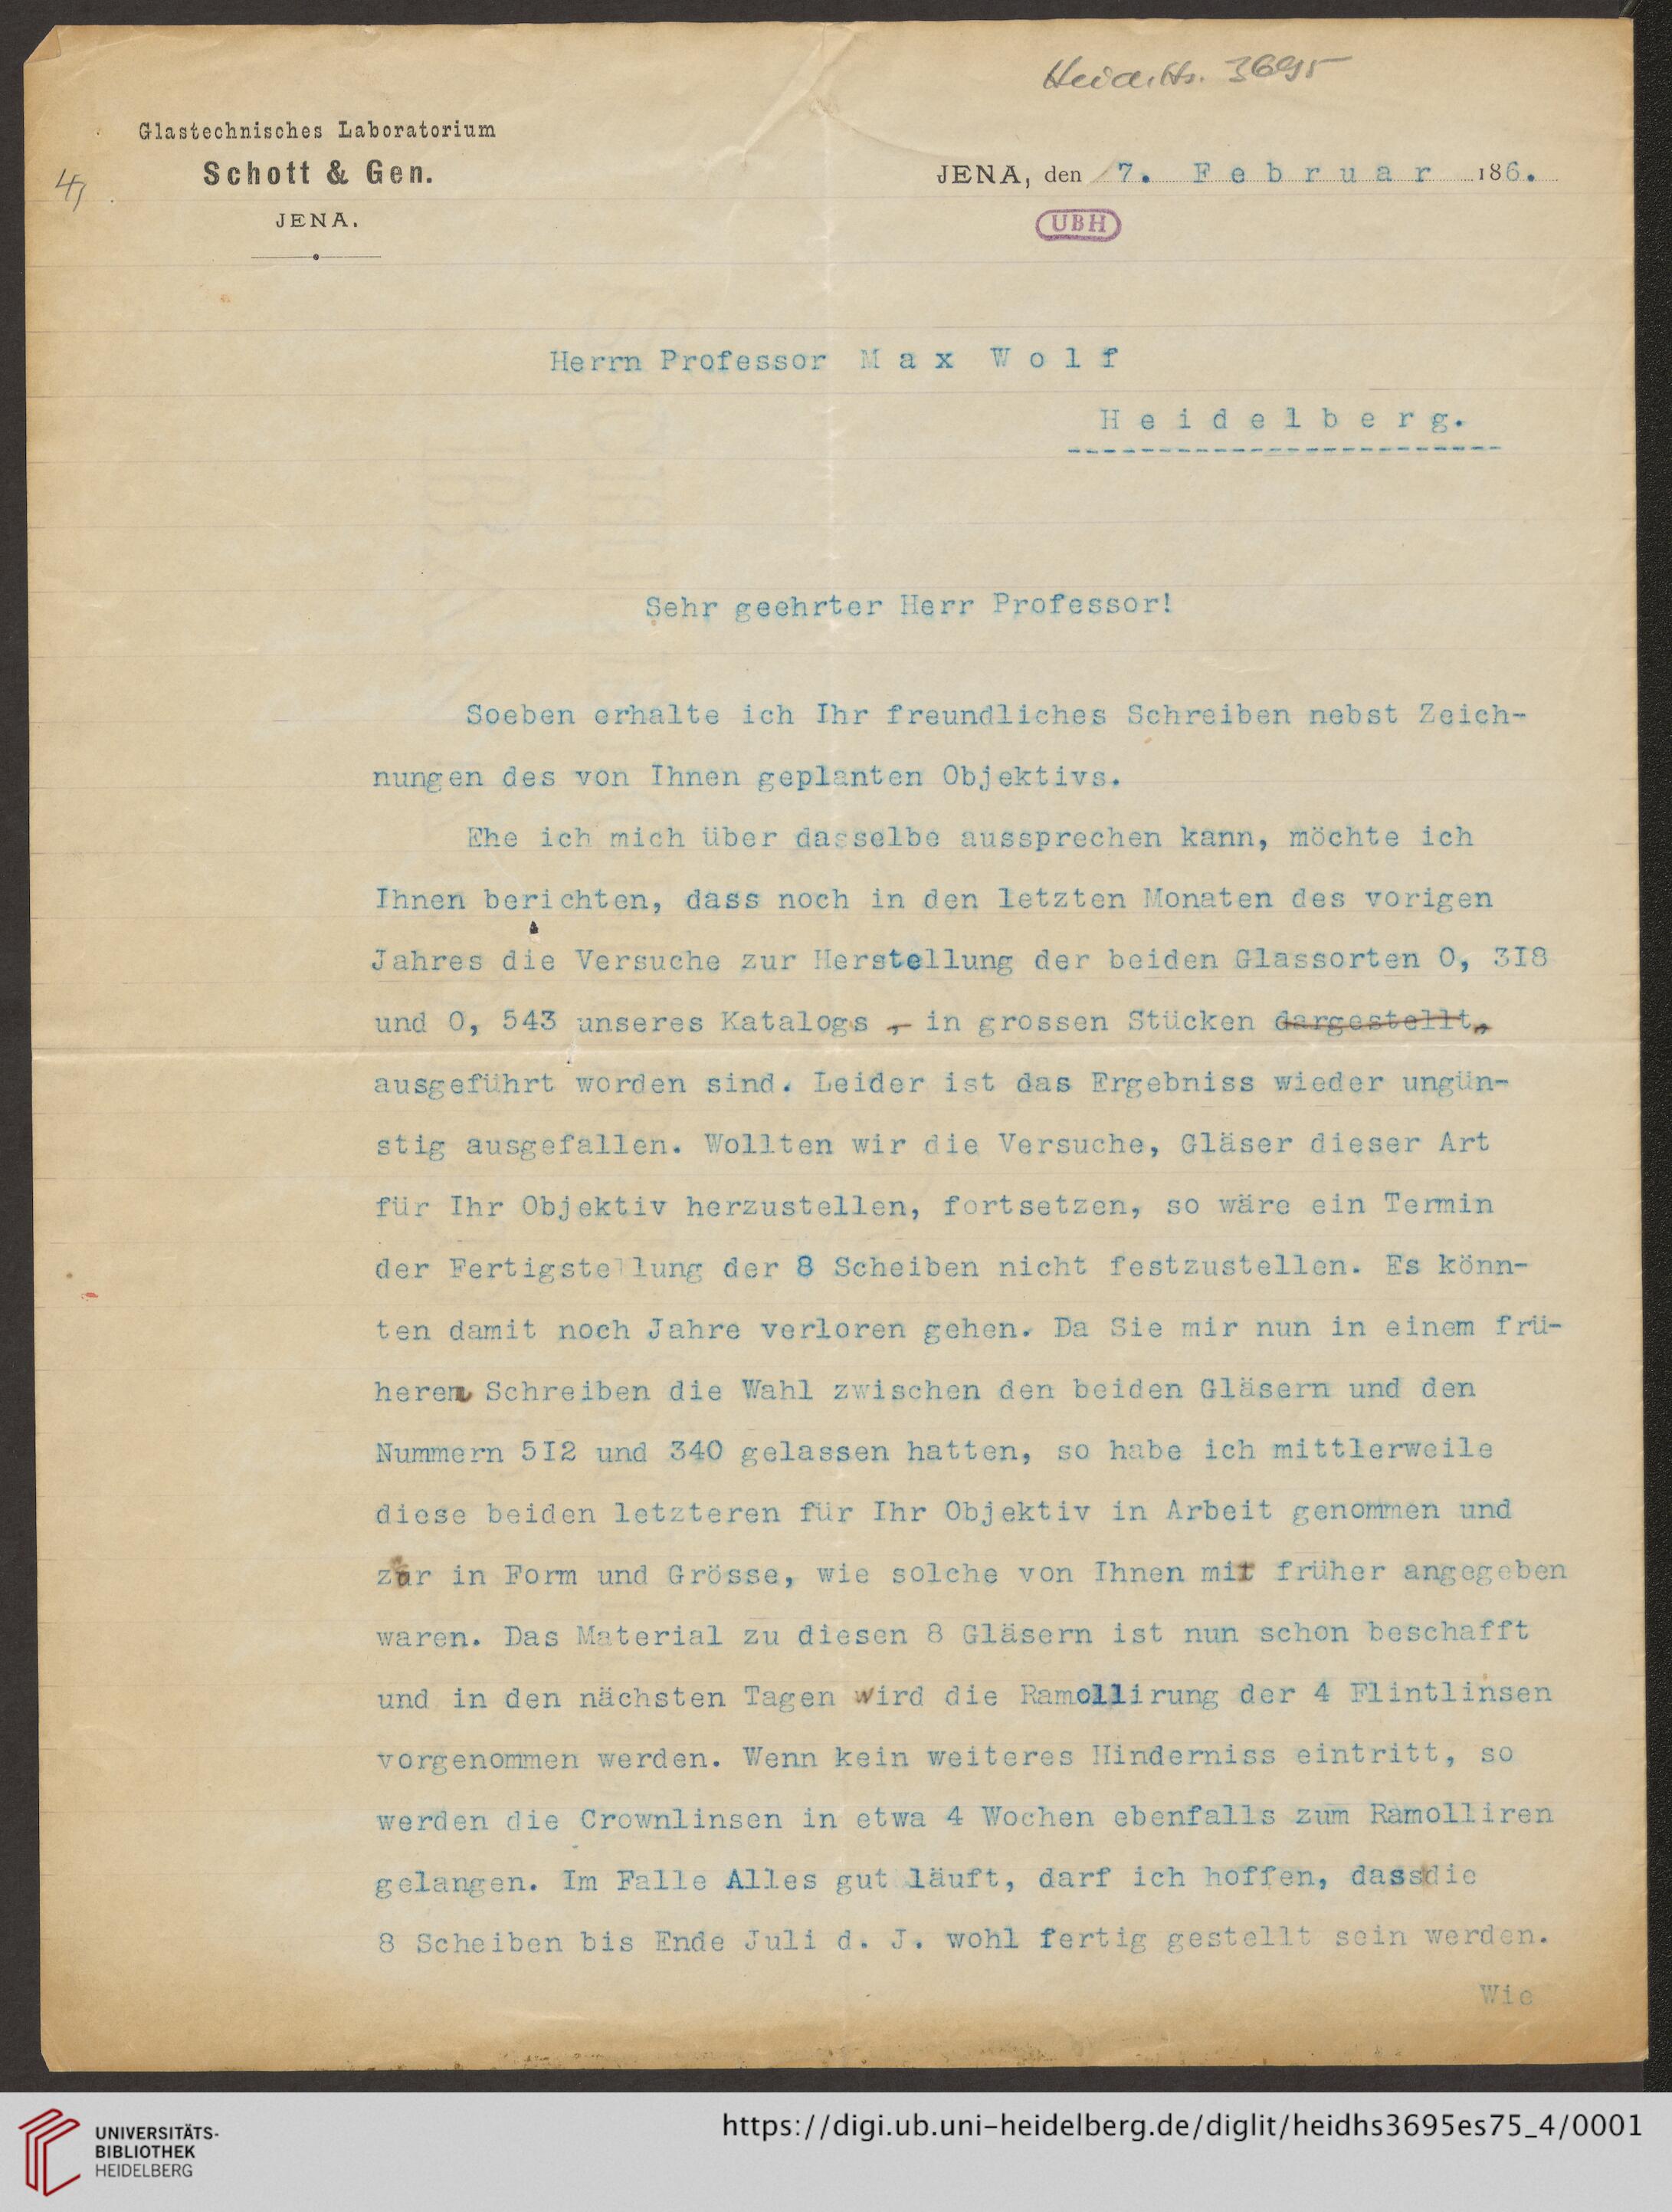 Heid. Hs. 3695
Glastechnisches Laboratorium
Schott & Gen.
JENA.
4
JENA, den 7. Februar 186.
UBH
Herrn Professor Max Wolf
Heidelberg.
Sehr geehrter Herr Professor!
Soeben erhalte ich Ihr freundliches Schreiben nebst Zeich-
nungen des von Ihnen geplanten Objektivs.
Ehe ich mich über dasselbe aussprechen kann, möchte ich
Ihnen berichten, dass noch in den letzten Monaten des vorigen
Jahres die Versuche zur Herstellung der beiden Glassorten O, 3I8
und O, 543 unseres Katalogs , in grossen Stücken dargestellt,
ausgeführt worden sind. Leider ist das Ergebniss wieder ungün-
stig ausgefallen. Wollten wir die Versuche, Gläser dieser Art
für Ihr Objektiv herzustellen, fortsetzen, so wäre ein Termin
der Fertigstellung der 8 Scheiben nicht festzustellen. Es könn-
ten damit noch Jahre verloren gehen. Da Sie mir nun in einem frü-
heren Schreiben die Wahl zwischen den beiden Gläsern und den
Nummern 5I2 und 340 gelassen hatten, so habe ich mittlerweile
diese beiden letzteren für Ihr Objektiv in Arbeit genommen und
zar in Form und Grösse, wie solche von Ihnen mir früher angegeben
waren. Das Material zu diesen 8 Gläsern ist nun schon beschafft
und in den nächsten Tagen wird die Ramollirung der 4 Flintlinsen
vorgenommen werden. Wenn kein weiteres Hinderniss eintritt, so
werden die Crownlinsen in etwa 4 Wochen ebenfalls zum Ramolliren
gelangen. Im Falle Alles gut läuft, darf ich hoffen, dassdie
8 Scheiben bis Ende Juli d. J. wohl fertig gestellt sein werden.
Wie
UNIVERSITÄTS-
BIBLIOTHEK
HEIDELBERG
https://digi.ub.uni-heidelberg.de/diglit/heidhs3695es75_4/0001